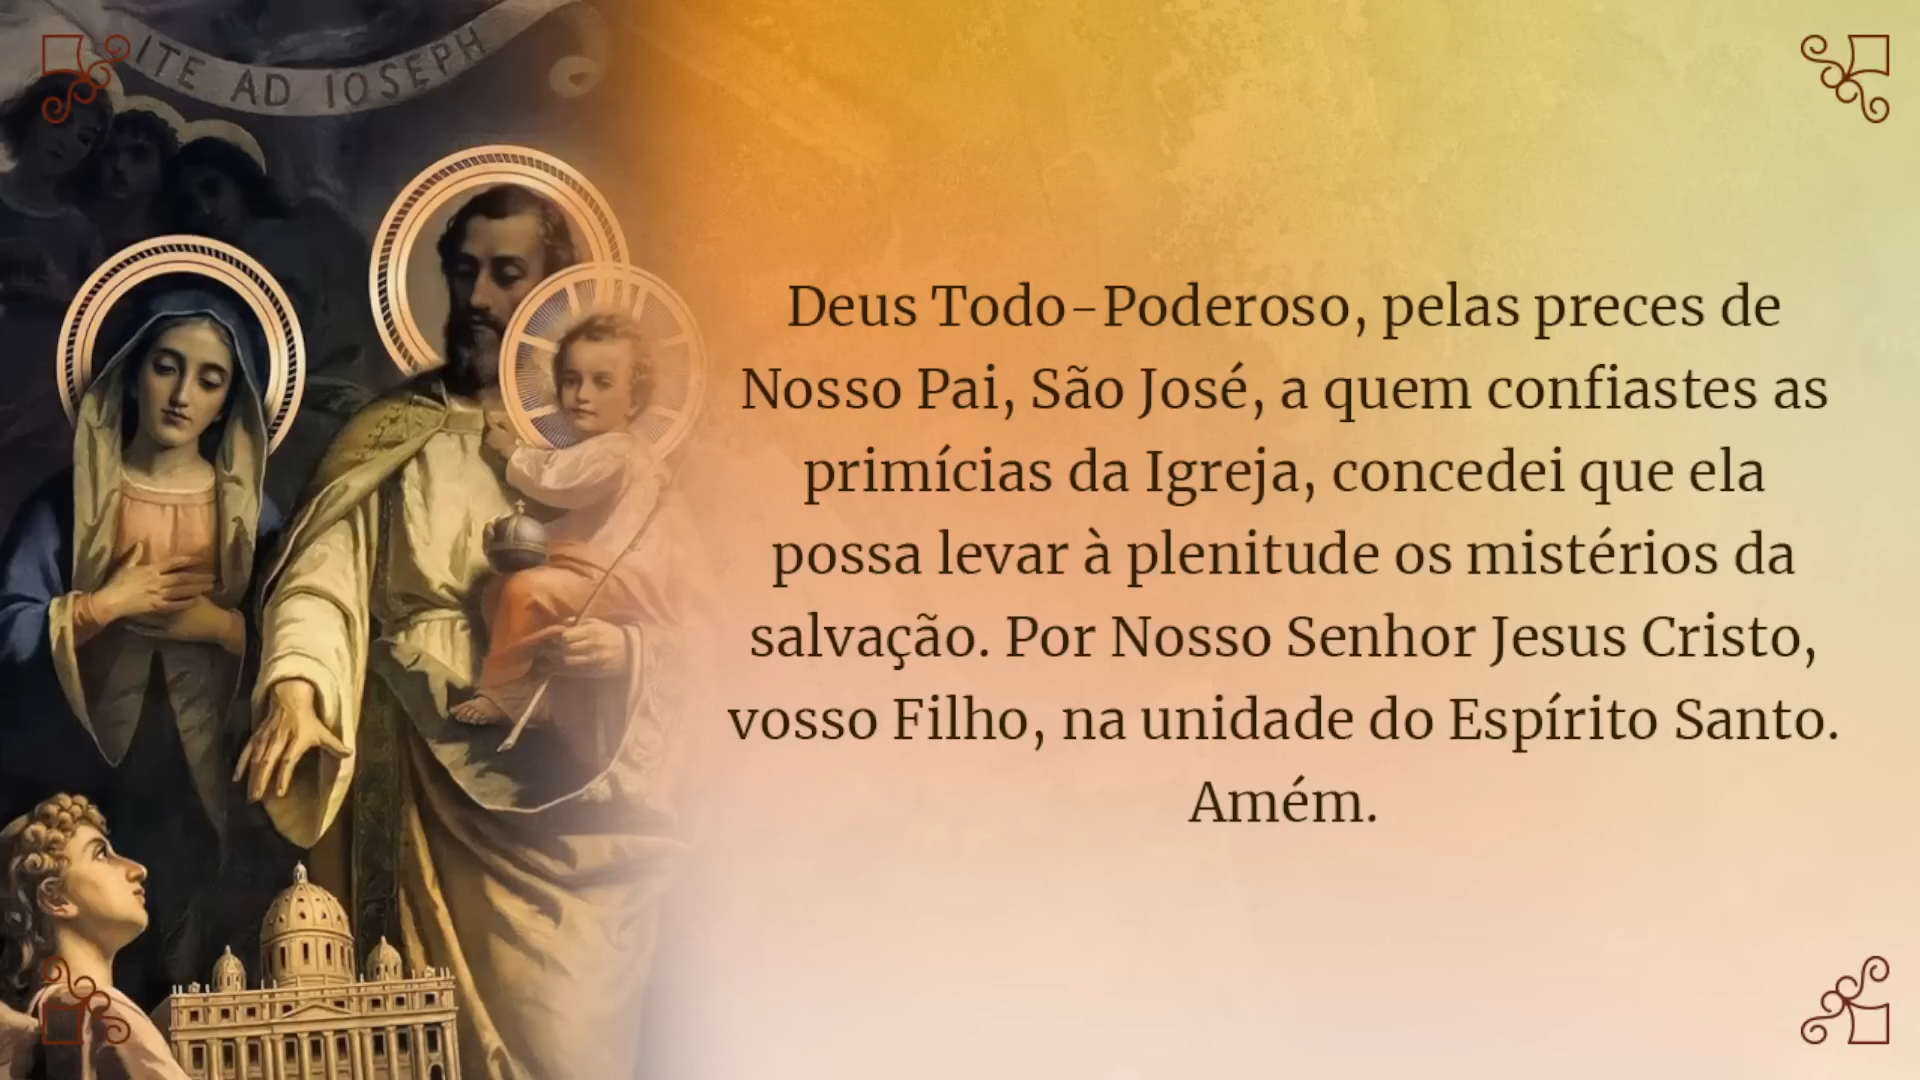 ITE AD IOSEPH
Deus Todo-Poderoso, pelas preces de
Nosso Pai, São José, a quem confiastes as
primícias da Igreja, concedei que ela
possa levar à plenitude os mistérios da
salvação. Por Nosso Senhor Jesus Cristo,
vosso Filho, na unidade do Espírito Santo.
Amém.